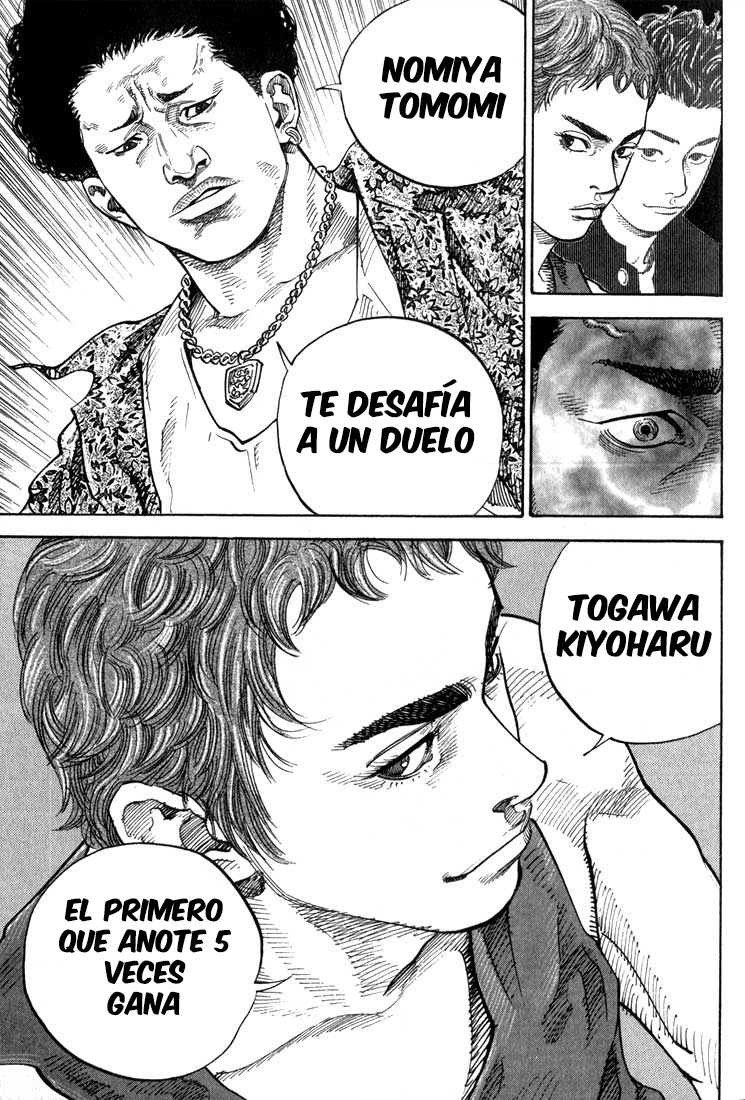 NOMIYA
TOMOMI
TE DESAFÍA
A UN DUELO
TOGAWA
KIYOHARU
EL PRIMERO
QUE ANOTE 5
VECES
GANA